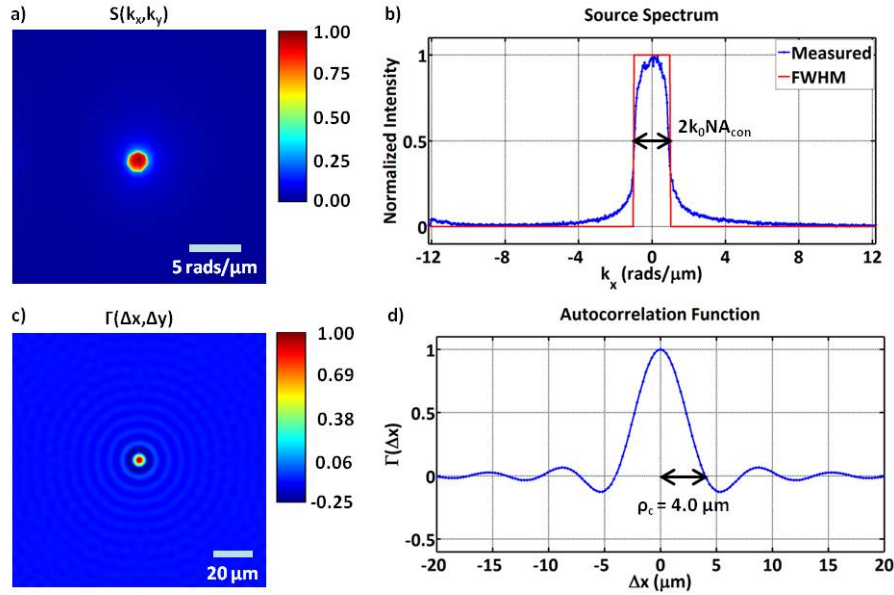 a)
S(kx,ky)
1.00
0.75
0.50
0.25
0.00
5 rads/μm
b)
Source Spectrum
Normalized Intensity
1
0.5
0
Measured
FWHM
2k0NAcon
-12
-8
-4
0
4
8
12
kx (rads/μm)
c)
Γ(Δx,Δy)
1.00
0.69
0.38
0.06
-0.25
20 μm
d)
Autocorrelation Function
Γ(Δx)
1
0.5
0
-0.5
ρc = 4.0 μm
-20
-15
-10
-5
0
5
10
15
20
Δx (μm)